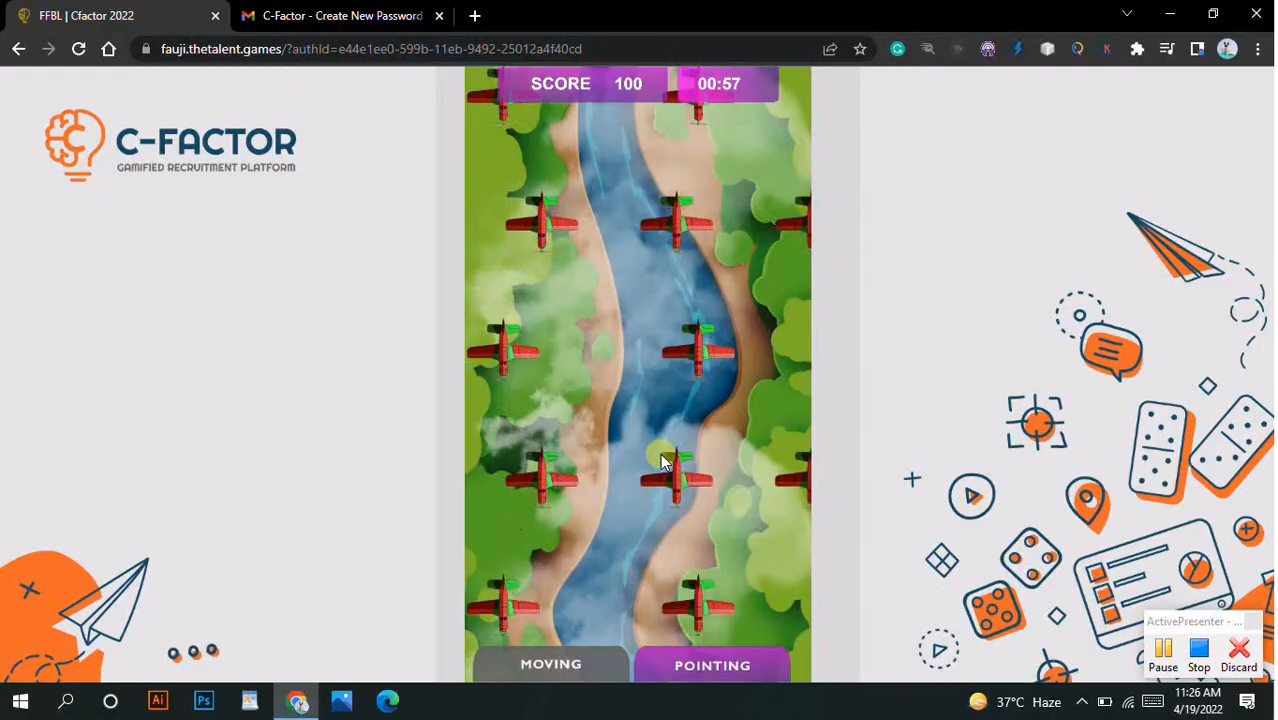 FFBL | Cfactor 2022
C-Factor - Create New Password
fauji.thetalent.games/?authId=e44e1ee0-599b-11eb-9492-25012a4f40cd
SCORE 100 00:57
C-FACTOR
GAMIFIED RECRUITMENT PLATFORM
MOVING POINTING
ActivePresenter - ...
Pause Stop Discard
Ai Ps 37°C Haze 11:26 AM
4/19/2022